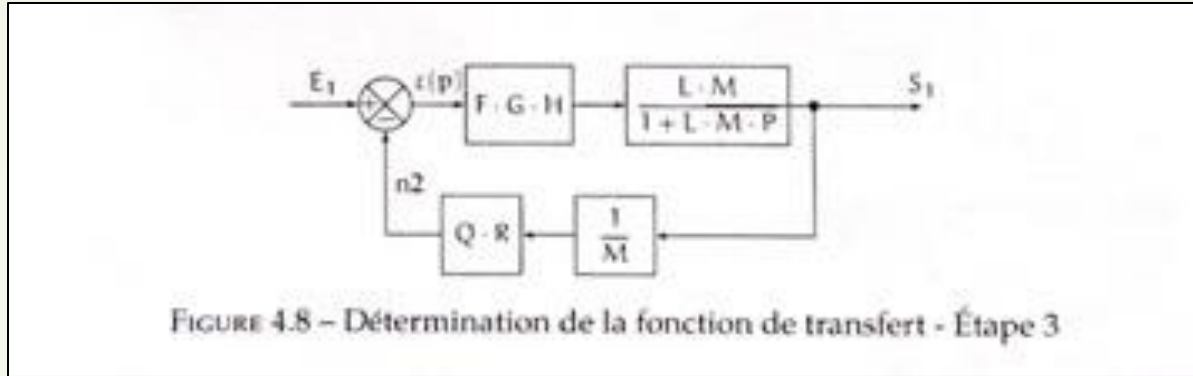 E₁
ε(p)
F · G · H
L · M
1 + L · M · P
S₁
n2
Q · R
1
M
FIGURE 4.8 – Détermination de la fonction de transfert - Étape 3